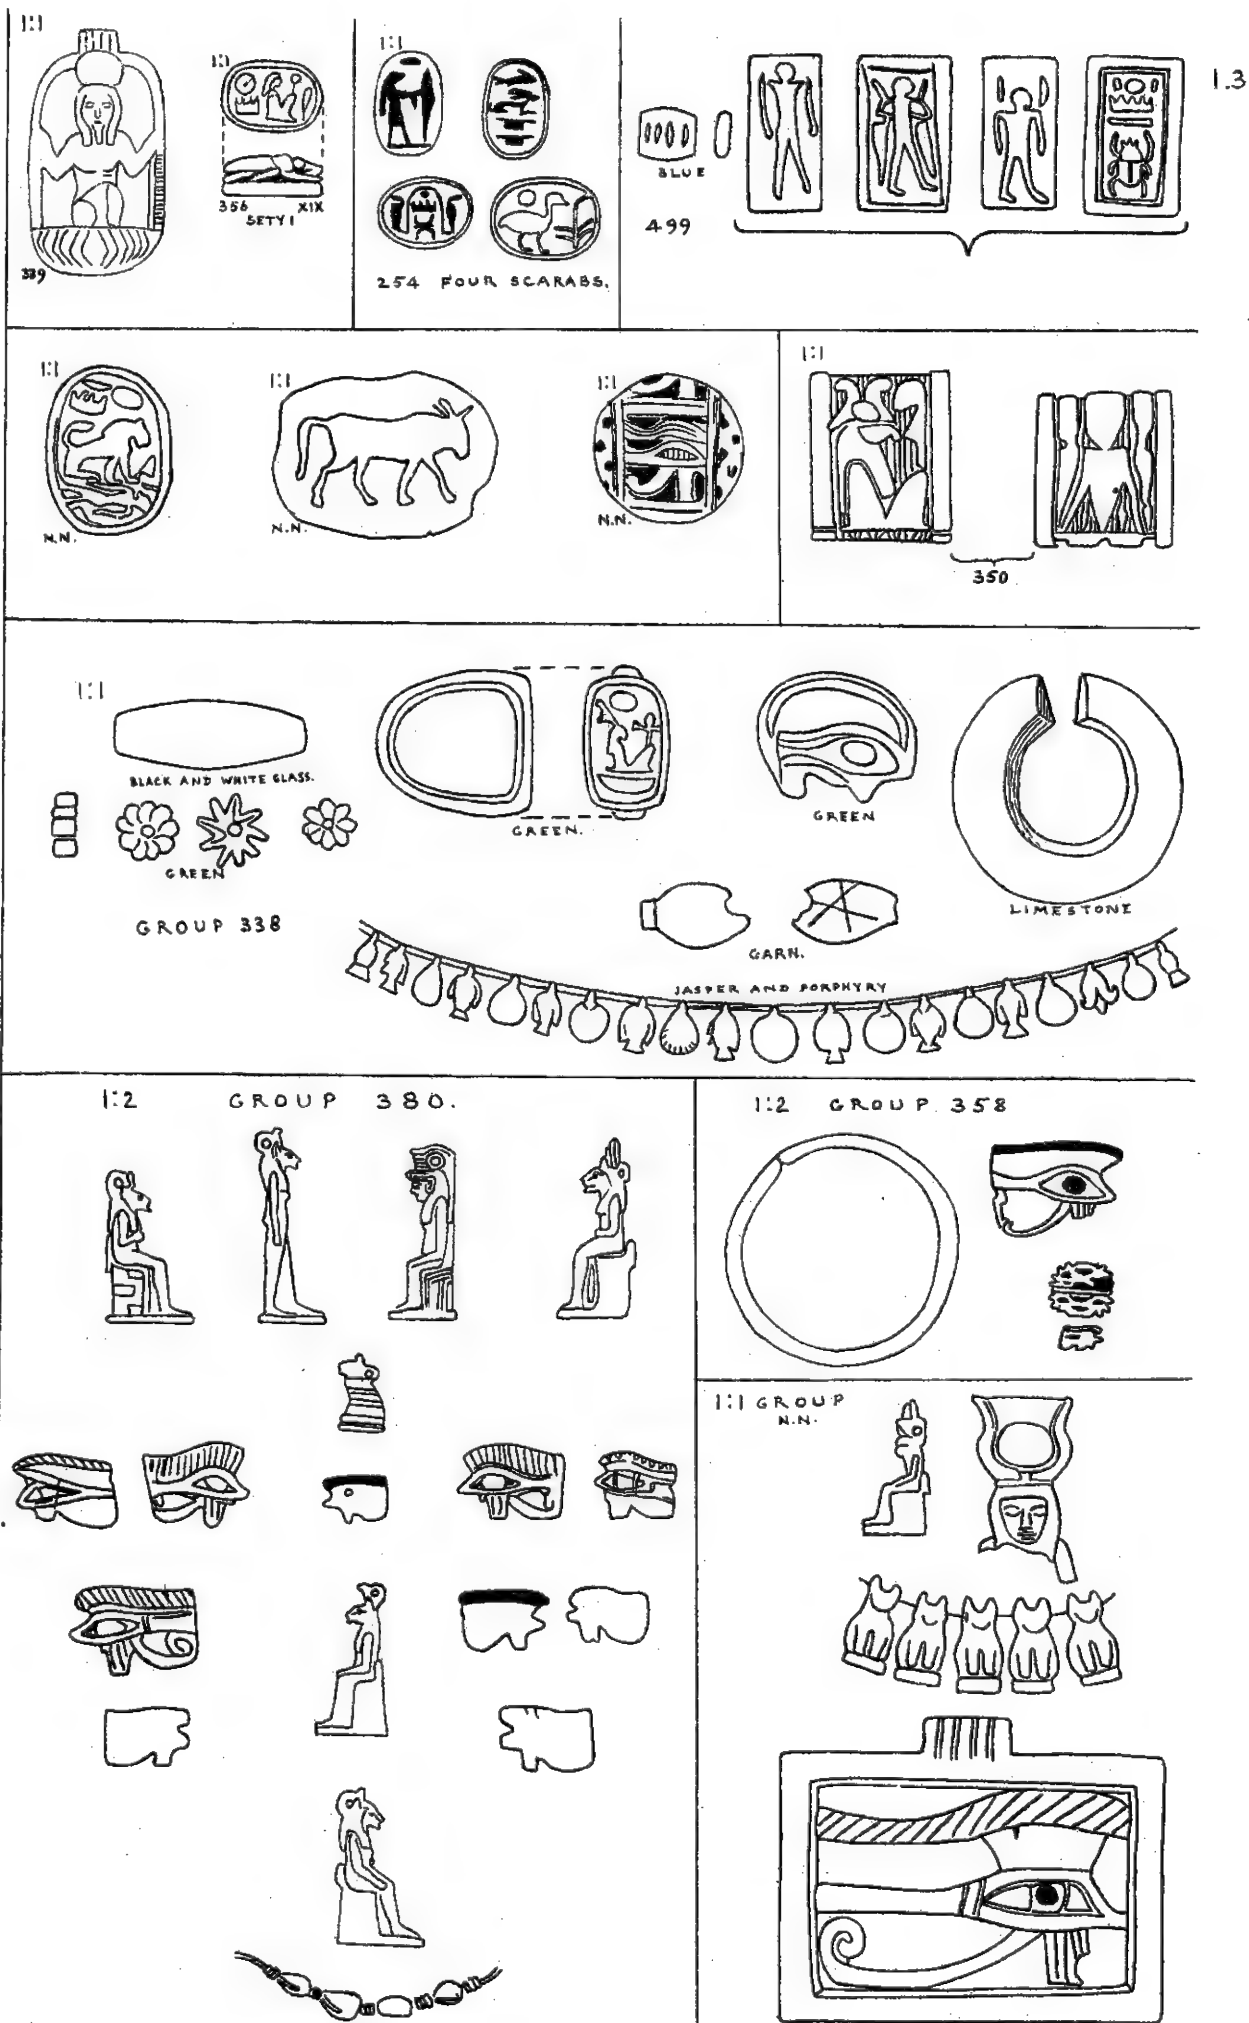 1:1
339
1:1
356 XIX
SETY I
1:1
254 FOUR SCARABS.
BLUE
499
1.3
1:1
N.N.
1:1
N.N.
1:1
N.N.
1:1
350
1:1
BLACK AND WHITE GLASS.
GREEN
GROUP 338
GREEN.
GREEN
LIMESTONE
CARN.
JASPER AND PORPHYRY
1:2 GROUP 380.
1:2 GROUP. 358
1:1 GROUP
N.N.